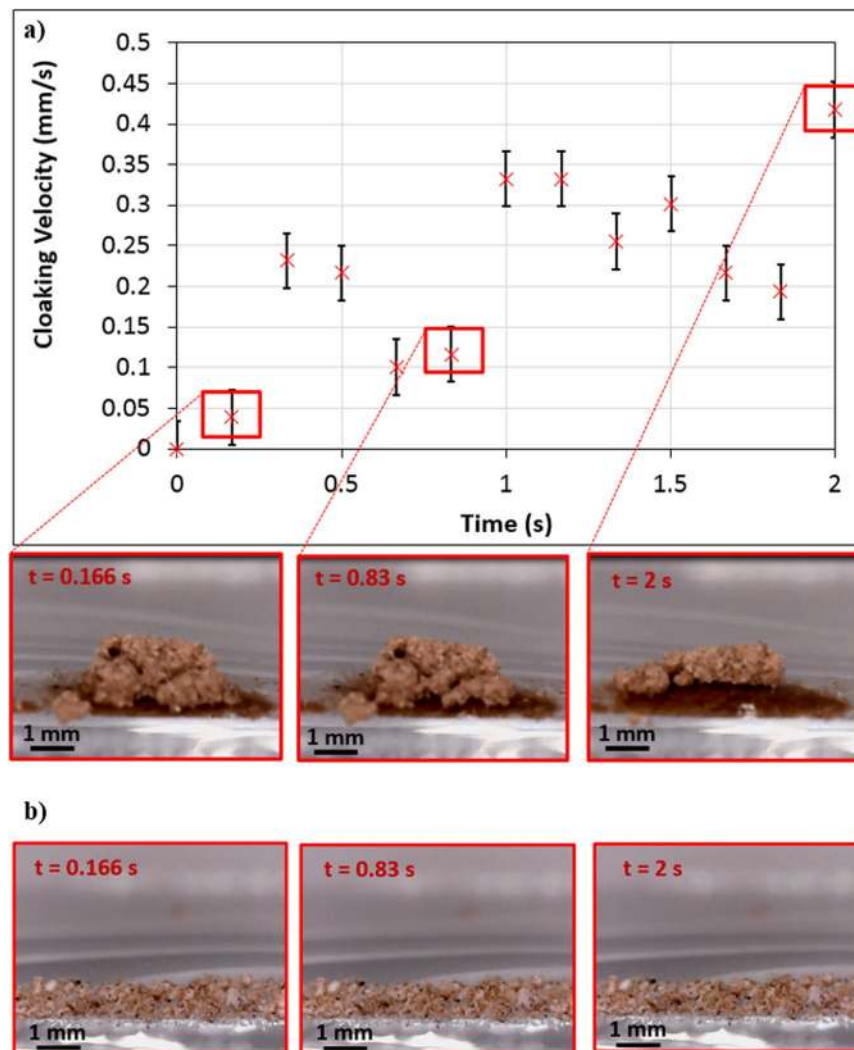 a)
Cloaking Velocity (mm/s)
0.5
0.45
0.4
0.35
0.3
0.25
0.2
0.15
0.1
0.05
0
0 0.5 1 1.5 2
Time (s)
t = 0.166 s t = 0.83 s t = 2 s
1 mm 1 mm 1 mm
b)
t = 0.166 s t = 0.83 s t = 2 s
1 mm 1 mm 1 mm